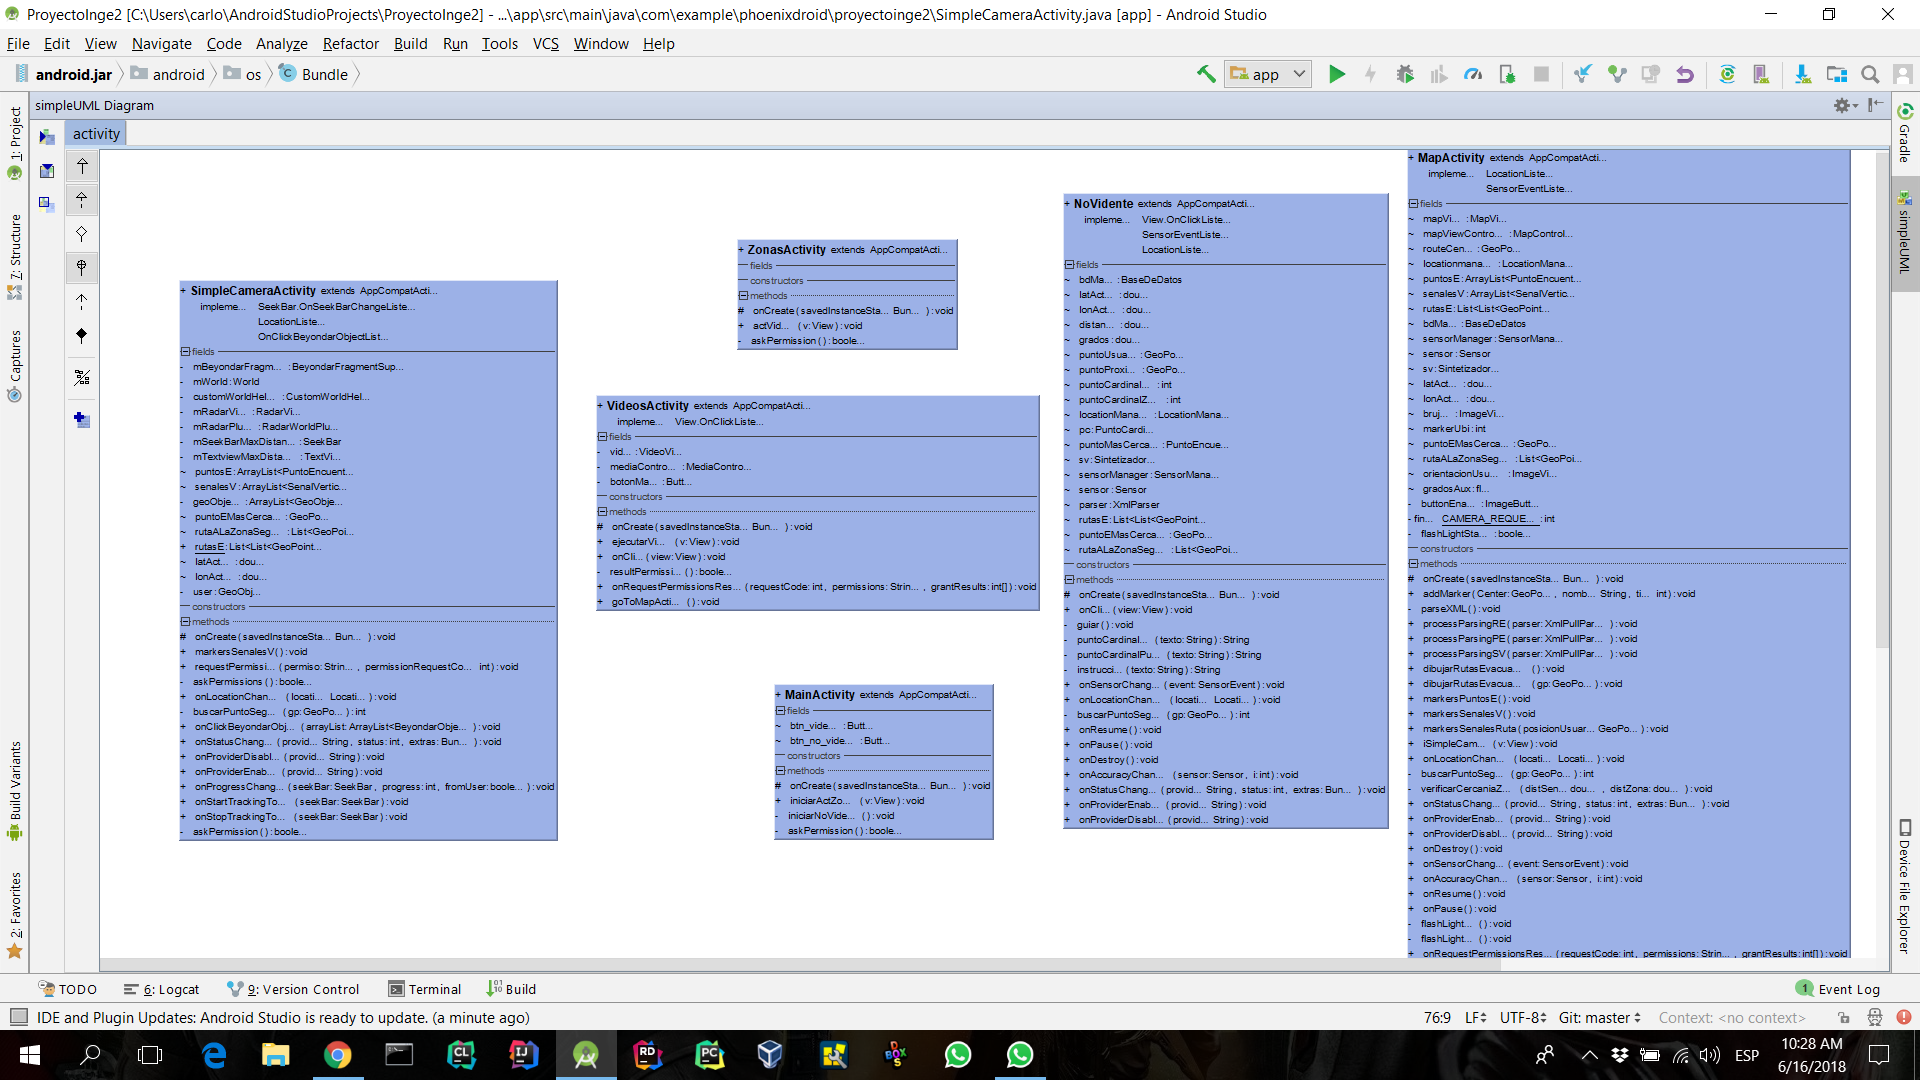 ProyectoInge2 [C:\Users\carlo\AndroidStudioProjects\ProyectoInge2] - ...\app\src\main\java\com\example\phoenixdroid\proyectoinge2\SimpleCameraActivity.java [app] - Android Studio
File Edit View Navigate Code Analyze Refactor Build Run Tools VCS Window Help
android.jar android os Bundle
app
simpleUML Diagram
activity
1: Project
7: Structure
Captures
Build Variants
2: Favorites
+ SimpleCameraActivity extends AppCompatActi...
impleme... SeekBar.OnSeekBarChangeListe...
LocationListe...
OnClickBeyondarObjectList...
fields
- mBeyondarFragm... : BeyondarFragmentSup...
- mWorld : World
- customWorldHel... : CustomWorldHel...
- mRadarVi... : RadarVi...
- mRadarPlu... : RadarWorldPlu...
- mSeekBarMaxDistan... : SeekBar
- mTextviewMaxDista... : TextVi...
~ puntosE : ArrayList<PuntoEncuent...
~ senalesV : ArrayList<SenalVertic...
- geoObje... : ArrayList<GeoObje...
~ puntoEMasCerca... : GeoPo...
~ rutaALaZonaSeg... : List<GeoPoi...
+ rutasE : List<List<GeoPoint...
~ latAct... : dou...
~ lonAct... : dou...
- user : GeoObj...
constructors
methods
# onCreate ( savedInstanceSta... Bun... ) : void
+ markersSenalesV() : void
+ requestPermissi... ( permiso: Strin... , permissionRequestCo... int) : void
- askPermissions () : boole...
+ onLocationChan... ( locati... Locati... ) : void
- buscarPuntoSeg... ( gp: GeoPo... ) : int
+ onClickBeyondarObj... ( arrayList: ArrayList<BeyondarObje... ) : void
+ onStatusChang... ( provid... String , status: int, extras: Bun... ) : void
+ onProviderDisabl... ( provid... String) : void
+ onProviderEnab... ( provid... String) : void
+ onProgressChang... ( seekBar: SeekBar, progress: int, fromUser: boole... ) : void
+ onStartTrackingTo... ( seekBar: SeekBar) : void
+ onStopTrackingTo... ( seekBar: SeekBar) : void
- askPermission () : boole...
+ ZonasActivity extends AppCompatActi...
fields
constructors
methods
# onCreate ( savedInstanceSta... Bun... ) : void
+ actVid... ( v: View) : void
- askPermission () : boole...
+ VideosActivity extends AppCompatActi...
impleme... View.OnClickListe...
fields
- vid... : VideoVi...
- mediaContro... : MediaContro...
- botonMa... : Butt...
constructors
methods
# onCreate ( savedInstanceSta... Bun... ) : void
+ ejecutarVi... ( v: View) : void
+ onCli... ( view: View) : void
- resultPermissi... () : boole...
+ onRequestPermissionsRes... ( requestCode: int, permissions: Strin... , grantResults: int[]) : void
+ goToMapActi... () : void
+ MainActivity extends AppCompatActi...
fields
~ btn_vide... : Butt...
~ btn_no_vide... : Butt...
constructors
methods
# onCreate ( savedInstanceSta... Bun... ) : void
+ iniciarActZo... ( v: View) : void
- iniciarNoVide... () : void
- askPermission () : boole...
+ NoVidente extends AppCompatActi...
impleme... View.OnClickListe...
SensorEventListe...
LocationListe...
fields
~ bdMa... : BaseDeDatos
~ latAct... : dou...
~ lonAct... : dou...
~ distan... : dou...
~ grados : dou...
~ puntoUsua... : GeoPo...
~ puntoProxi... : GeoPo...
~ puntoCardinal... : int
~ puntoCardinalZ... : int
~ locationMana... : LocationMana...
~ pc: PuntoCardi...
~ puntoMasCerca... : PuntoEncue...
~ sv: Sintetizador...
~ sensorManager : SensorMana...
~ sensor : Sensor
~ parser : XmlParser
~ rutasE : List<List<GeoPoint...
~ puntoEMasCerca... : GeoPo...
~ rutaALaZonaSeg... : List<GeoPoi...
constructors
methods
# onCreate ( savedInstanceSta... Bun... ) : void
+ onCli... ( view: View) : void
- guiar () : void
- puntoCardinal... ( texto: String) : String
- puntoCardinalPu... ( texto: String) : String
- instrucci... ( texto: String) : String
+ onSensorChang... ( event: SensorEvent) : void
+ onLocationChan... ( locati... Locati... ) : void
- buscarPuntoSeg... ( gp: GeoPo... ) : int
+ onResume () : void
+ onPause () : void
+ onDestroy () : void
+ onAccuracyChan... ( sensor: Sensor , i: int) : void
+ onStatusChang... ( provid... String , status: int, extras: Bun... ) : void
+ onProviderEnab... ( provid... String) : void
+ onProviderDisabl... ( provid... String) : void
+ MapActivity extends AppCompatActi...
impleme... LocationListe...
SensorEventListe...
fields
~ mapVi... : MapVi...
~ mapViewContro... : MapControl...
~ routeCen... : GeoPo...
~ locationmana... : LocationMana...
~ puntosE : ArrayList<PuntoEncuent...
~ senalesV : ArrayList<SenalVertic...
~ rutasE : List<List<GeoPoint...
~ bdMa... : BaseDeDatos
~ sensorManager : SensorMana...
~ sensor : Sensor
~ sv: Sintetizador...
~ latAct... : dou...
~ lonAct... : dou...
~ bruj... : ImageVi...
~ markerUbi : int
~ puntoEMasCerca... : GeoPo...
~ rutaALaZonaSeg... : List<GeoPoi...
~ orientacionUsu... : ImageVi...
~ gradosAux : fl...
- buttonEna... : ImageButt...
- fin... CAMERA_REQUE... : int
- flashLightSta... : boole...
constructors
methods
# onCreate ( savedInstanceSta... Bun... ) : void
+ addMarker ( Center: GeoPo... , nomb... String , ti... int) : void
- parseXML () : void
+ processParsingRE ( parser: XmlPullPar... ) : void
+ processParsingPE ( parser: XmlPullPar... ) : void
+ processParsingSV ( parser: XmlPullPar... ) : void
+ dibujarRutasEvacua... () : void
+ dibujarRutasEvacua... ( gp: GeoPo... ) : void
+ markersPuntosE () : void
+ markersSenalesV() : void
+ markersSenalesRuta ( posicionUsuar... GeoPo... ) : void
+ iSimpleCam... ( v: View) : void
+ onLocationChan... ( locati... Locati... ) : void
- buscarPuntoSeg... ( gp: GeoPo... ) : int
- verificarCercaniaZ... ( distSen... dou... , distZona: dou... ) : void
+ onStatusChang... ( provid... String , status: int, extras: Bun... ) : void
+ onProviderEnab... ( provid... String) : void
+ onProviderDisabl... ( provid... String) : void
+ onDestroy () : void
+ onSensorChang... ( event: SensorEvent) : void
+ onAccuracyChan... ( sensor: Sensor , i: int) : void
+ onResume () : void
+ onPause () : void
- flashLight... () : void
- flashLight... () : void
+ onRequestPermissionsRes... ( requestCode: int, permissions: Strin... , grantResults: int[]) : void
Gradle
simpleUML
Device File Explorer
TODO 6: Logcat 9: Version Control Terminal Build 1 Event Log
IDE and Plugin Updates: Android Studio is ready to update. (a minute ago) 76:9 LF UTF-8 Git: master Context: <no context>
ESP 10:28 AM
6/16/2018